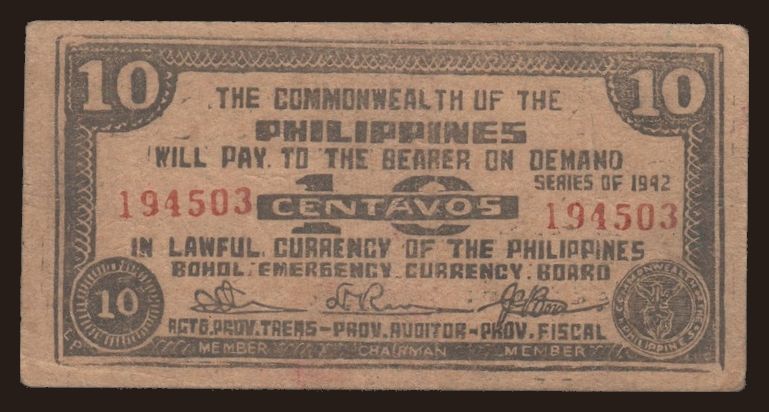 10 10
THE COMMONWEALTH OF THE
PHILIPPINES
WILL PAY TO THE BEARER ON DEMAND
SERIES OF 1942
194503 10 CENTAVOS 194503
IN LAWFUL CURRENCY OF THE PHILIPPINES
BOHOL EMERGENCY CURRENCY BOARD
10
ACTG. PROV. TREAS-PROV. AUDITOR-PROV. FISCAL
MEMBER CHAIRMAN MEMBER
COMMONWEALTH PHILIPPINES